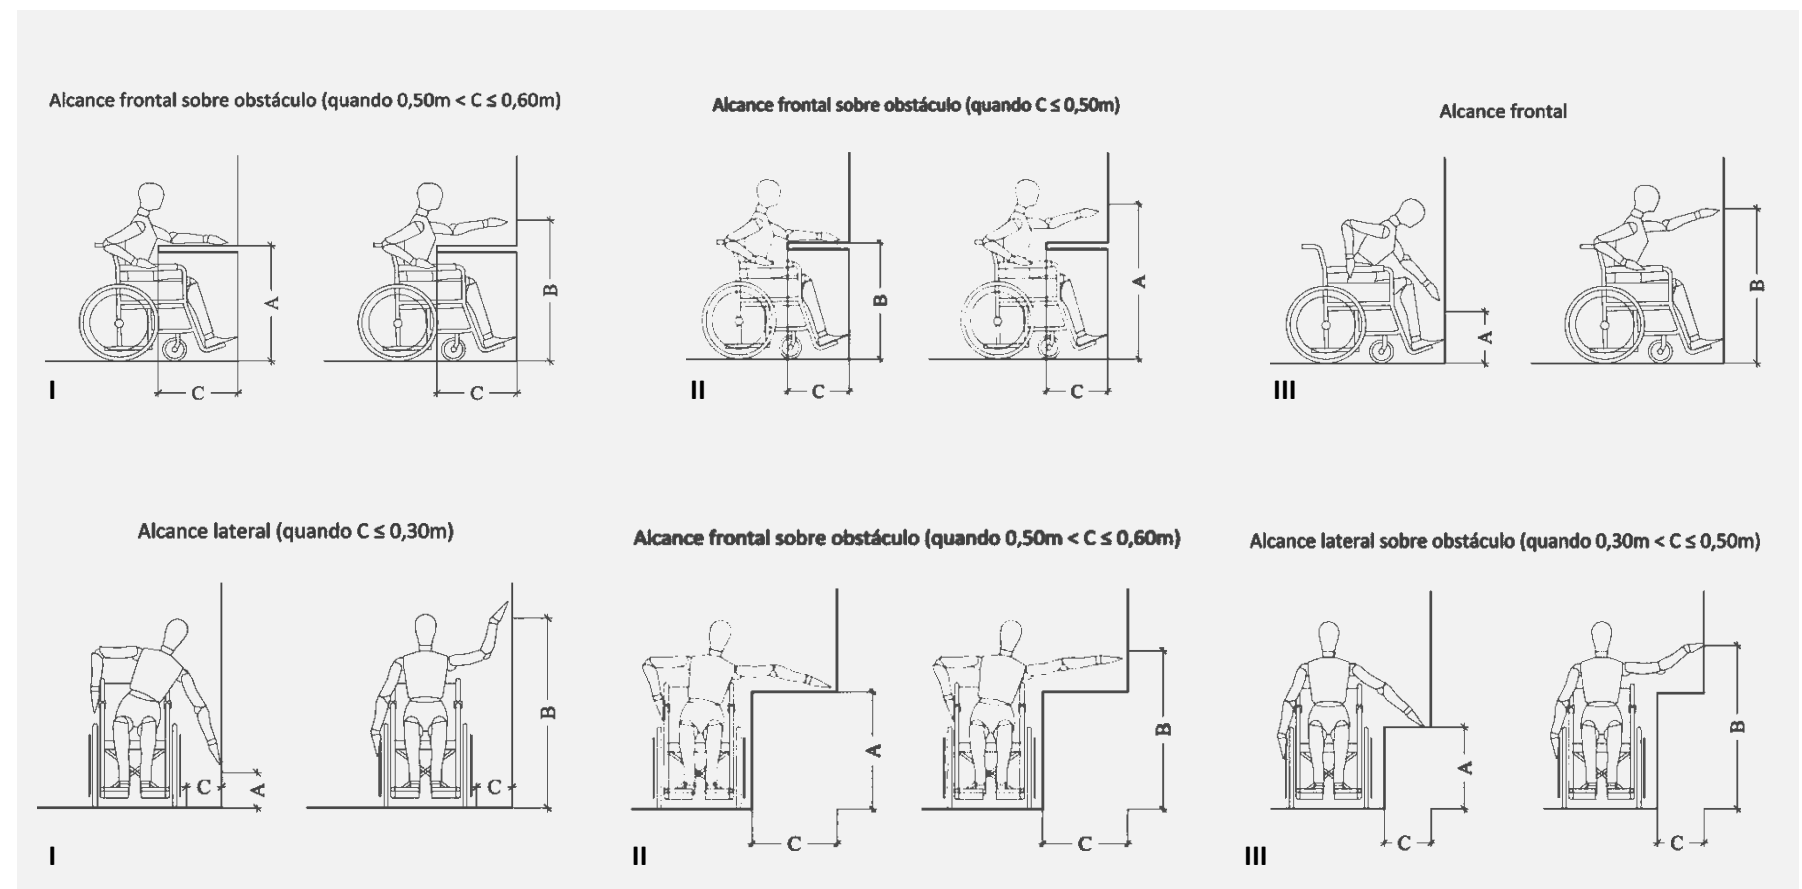 Alcance frontal sobre obstáculo (quando 0,50m < C ≤ 0,60m)
Alcance frontal sobre obstáculo (quando C ≤ 0,50m)
Alcance frontal
A
B
B
A
A
B
C
C
C
C
I
II
III
Alcance lateral (quando C ≤ 0,30m)
Alcance frontal sobre obstáculo (quando 0,50m < C ≤ 0,60m)
Alcance lateral sobre obstáculo (quando 0,30m < C ≤ 0,50m)
C
A
C
B
A
B
A
B
C
C
C
C
I
II
III